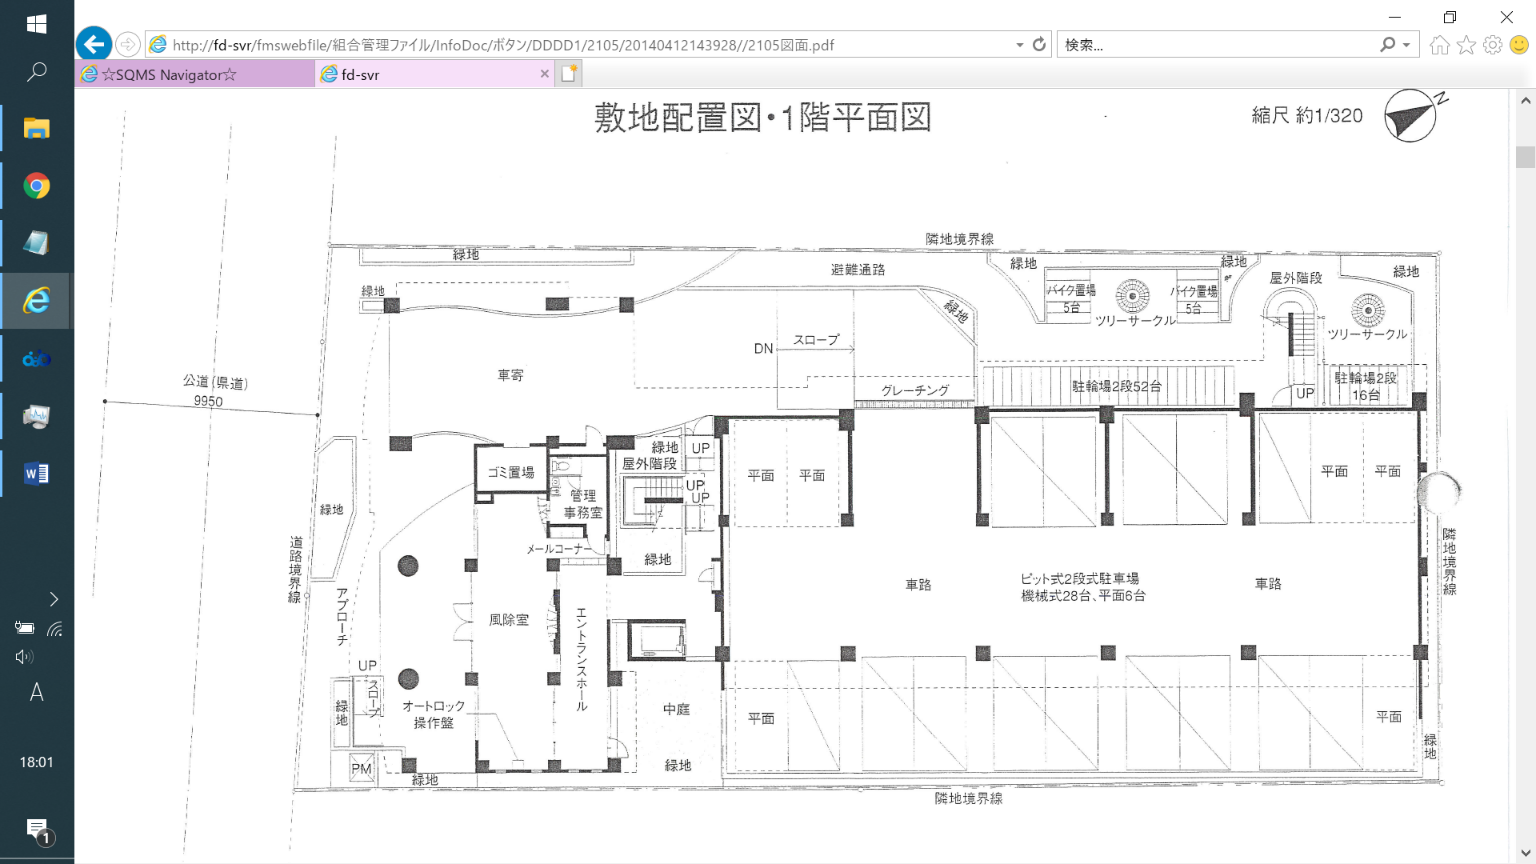 http://fd-svr/fmswebfile/組合管理ファイル/InfoDoc/ボタン/DDDD1/2105/20140412143928//2105図面.pdf
検索...
☆SQMS Navigator☆
fd-svr
敷地配置図・1階平面図
縮尺 約1/320
N
隣地境界線
緑地
避難通路
緑地
緑地
屋外階段
緑地
緑地
バイク置場
5台
バイク置場
5台
ツリーサークル
ツリーサークル
緑地
DN
スロープ
車寄
グレーチング
駐輪場2段52台
UP
駐輪場2段
16台
公道(県道)
9950
ゴミ置場
管理
事務室
緑地
屋外階段
UP
UP
UP
平面
平面
平面
平面
緑地
メールコーナー
緑地
道路境界線
アプローチ
風除室
エントランスホール
車路
ピット式2段式駐車場
機械式28台、平面6台
車路
隣地境界線
UP
スロープ
緑地
オートロック
操作盤
中庭
平面
平面
緑地
PM
緑地
緑地
隣地境界線
A
18:01
1